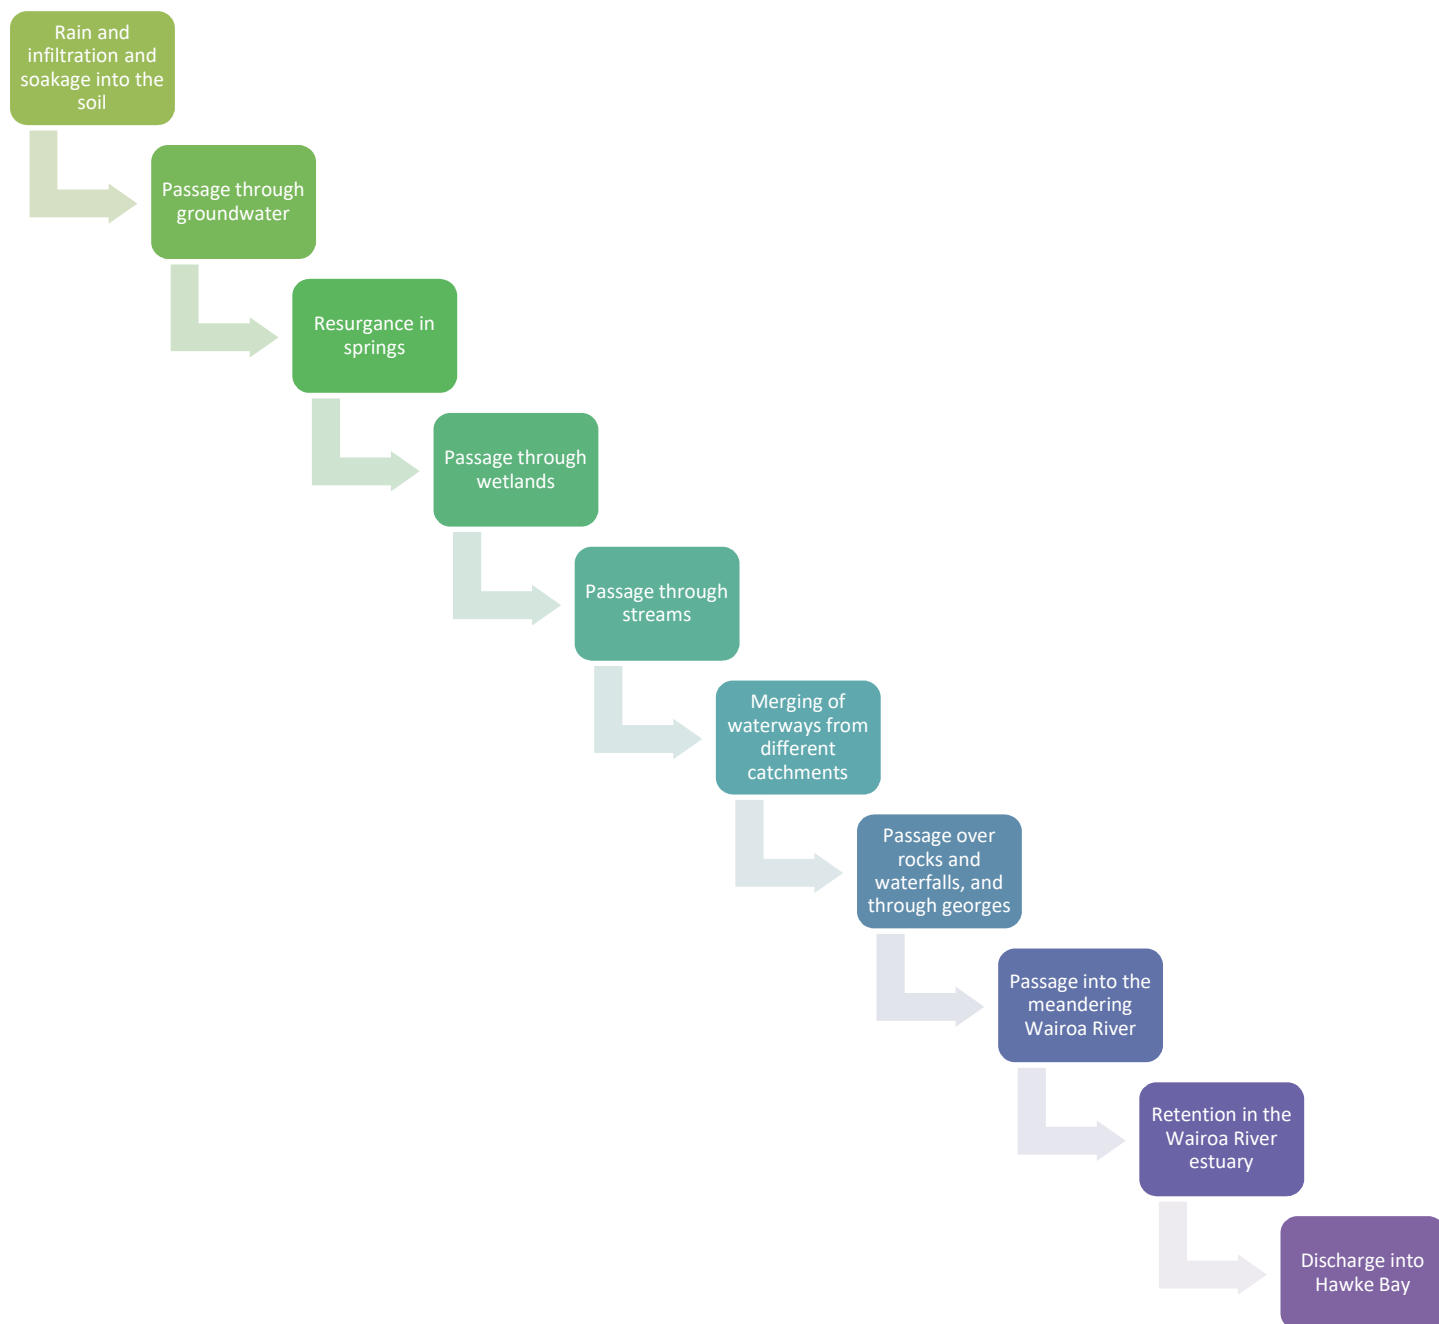 Rain and
infiltration and
soakage into the
soil
Passage through
groundwater
Resurgance in
springs
Passage through
wetlands
Passage through
streams
Merging of
waterways from
different
catchments
Passage over
rocks and
waterfalls, and
through georges
Passage into the
meandering
Wairoa River
Retention in the
Wairoa River
estuary
Discharge into
Hawke Bay